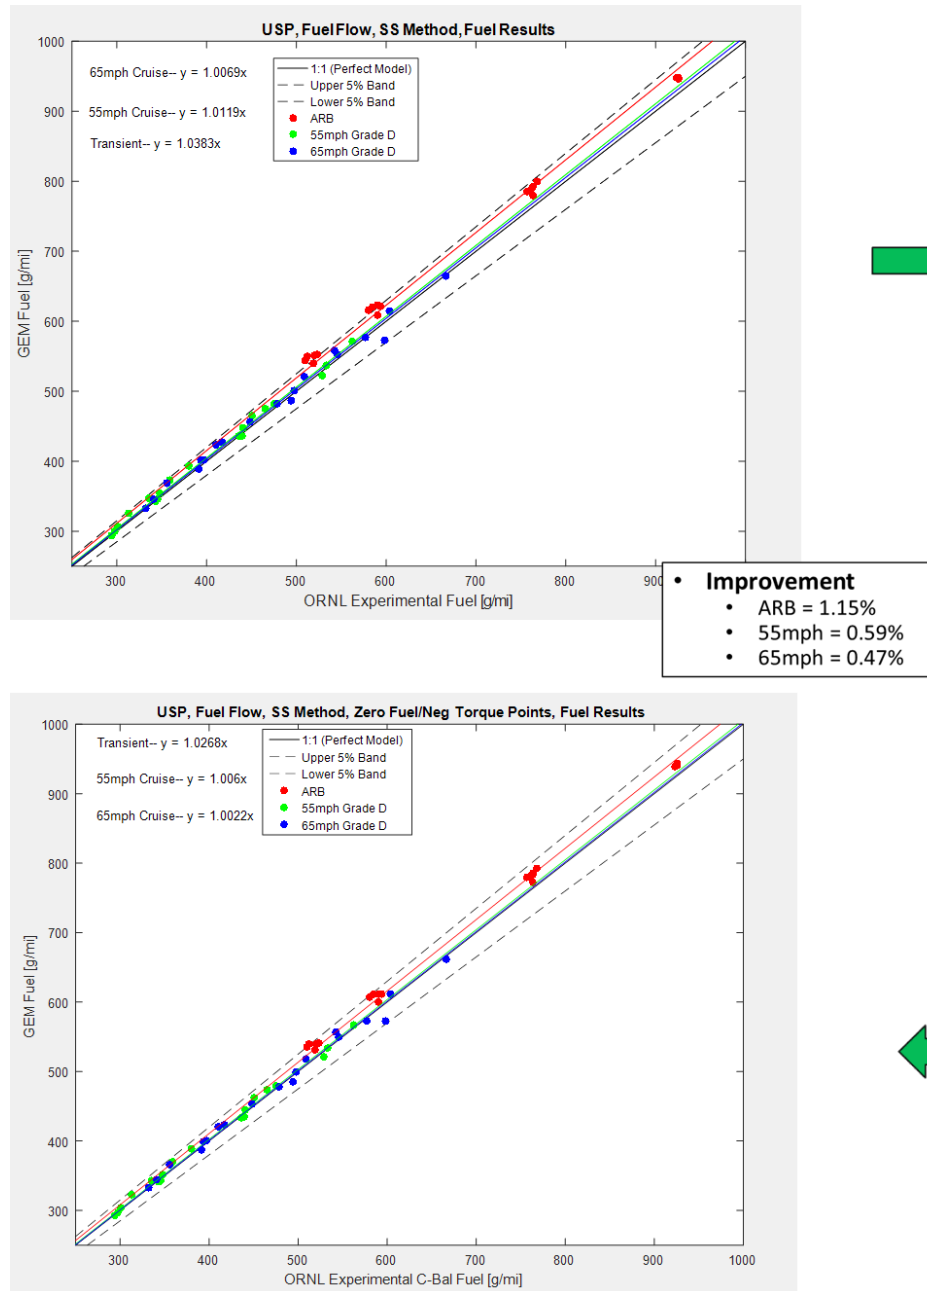 USP, FuelFlow, SS Method, Fuel Results
65mph Cruise-- y = 1.0069x
55mph Cruise-- y = 1.0119x
Transient-- y = 1.0383x
1:1 (Perfect Model)
Upper 5% Band
Lower 5% Band
ARB
55mph Grade D
65mph Grade D
1000
900
800
700
600
500
400
300
GEM Fuel [g/mi]
300 400 500 600 700 800 900
ORNL Experimental Fuel [g/mi]
• Improvement
• ARB = 1.15%
• 55mph = 0.59%
• 65mph = 0.47%
USP, Fuel Flow, SS Method, Zero Fuel/Neg Torque Points, Fuel Results
Transient-- y = 1.0268x
55mph Cruise-- y = 1.006x
65mph Cruise-- y = 1.0022x
1:1 (Perfect Model)
Upper 5% Band
Lower 5% Band
ARB
55mph Grade D
65mph Grade D
1000
900
800
700
600
500
400
300
GEM Fuel [g/mi]
300 400 500 600 700 800 900 1000
ORNL Experimental C-Bal Fuel [g/mi]